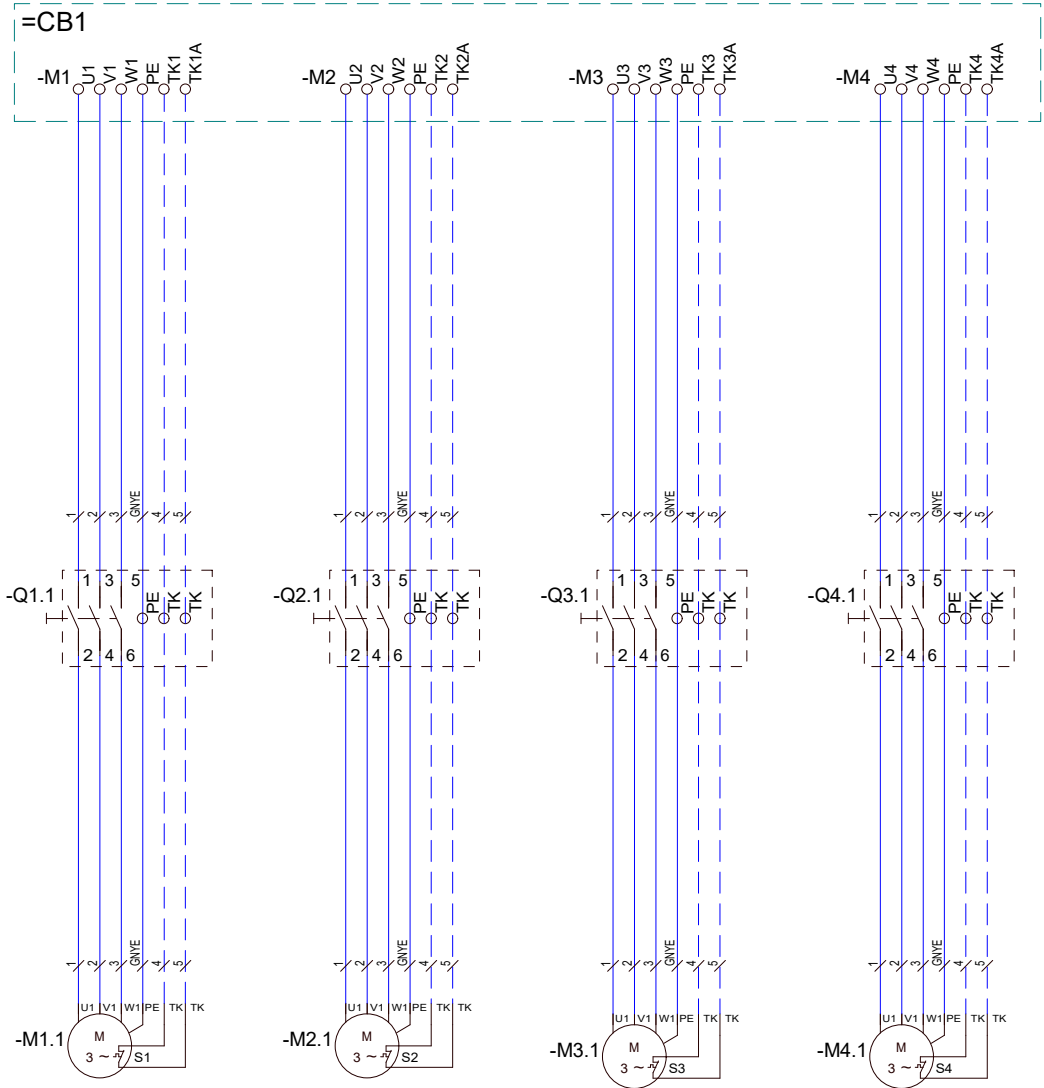 =CB1
-M1 U1 V1 W1 PE TK1 TK1A
-M2 U2 V2 W2 PE TK2 TK2A
-M3 U3 V3 W3 PE TK3 TK3A
-M4 U4 V4 W4 PE TK4 TK4A
1 2 3 GNYE 4 5
1 2 3 GNYE 4 5
1 2 3 GNYE 4 5
1 2 3 GNYE 4 5
1 3 5
-Q1.1 PE TK TK
2 4 6
1 3 5
-Q2.1 PE TK TK
2 4 6
1 3 5
-Q3.1 PE TK TK
2 4 6
1 3 5
-Q4.1 PE TK TK
2 4 6
1 2 3 GNYE 4 5
1 2 3 GNYE 4 5
1 2 3 GNYE 4 5
1 2 3 GNYE 4 5
U1 V1 W1 PE TK TK
-M1.1 M
3 ~ S1
U1 V1 W1 PE TK TK
-M2.1 M
3 ~ S2
U1 V1 W1 PE TK TK
-M3.1 M
3 ~ S3
U1 V1 W1 PE TK TK
-M4.1 M
3 ~ S4